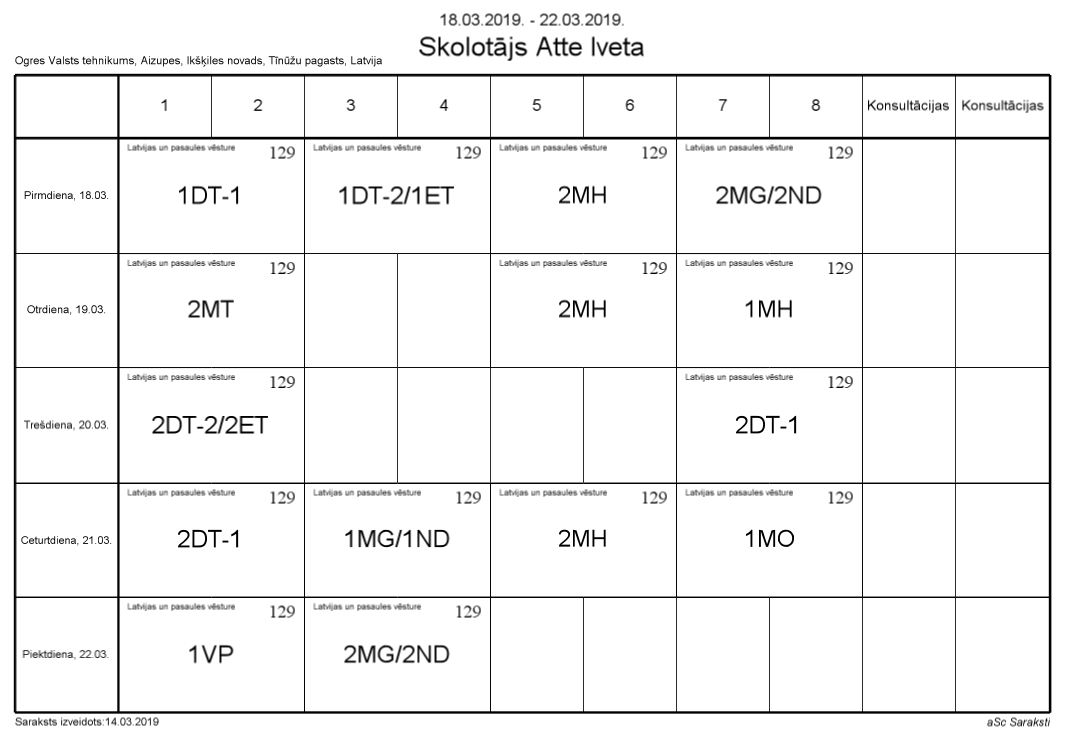 18.03.2019. - 22.03.2019.
Skolotājs Atte Iveta
Ogres Valsts tehnikums, Aizupes, Ikšķiles novads, Tīnūžu pagasts, Latvija
1 2 3 4 5 6 7 8 Konsultācijas Konsultācijas
Latvijas un pasaules vēsture 129 Latvijas un pasaules vēsture 129 Latvijas un pasaules vēsture 129 Latvijas un pasaules vēsture 129
Pirmdiena, 18.03. 1DT-1 1DT-2/1ET 2MH 2MG/2ND
Latvijas un pasaules vēsture 129 Latvijas un pasaules vēsture 129 Latvijas un pasaules vēsture 129
Otrdiena, 19.03. 2MT 2MH 1MH
Latvijas un pasaules vēsture 129 Latvijas un pasaules vēsture 129
Trešdiena, 20.03. 2DT-2/2ET 2DT-1
Latvijas un pasaules vēsture 129 Latvijas un pasaules vēsture 129 Latvijas un pasaules vēsture 129 Latvijas un pasaules vēsture 129
Ceturtdiena, 21.03. 2DT-1 1MG/1ND 2MH 1MO
Latvijas un pasaules vēsture 129 Latvijas un pasaules vēsture 129
Piektdiena, 22.03. 1VP 2MG/2ND
Saraksts izveidots:14.03.2019 aSc Saraksti